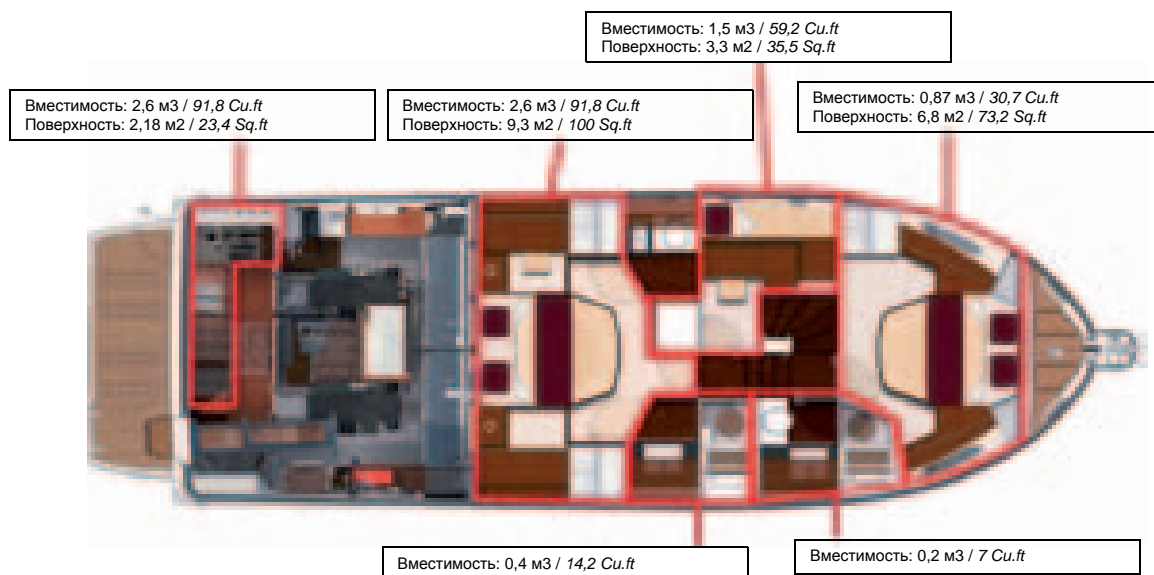 Вместимость: 1,5 м3 / 59,2 Cu.ft
Поверхность: 3,3 м2 / 35,5 Sq.ft
Вместимость: 2,6 м3 / 91,8 Cu.ft
Поверхность: 2,18 м2 / 23,4 Sq.ft
Вместимость: 2,6 м3 / 91,8 Cu.ft
Поверхность: 9,3 м2 / 100 Sq.ft
Вместимость: 0,87 м3 / 30,7 Cu.ft
Поверхность: 6,8 м2 / 73,2 Sq.ft
Вместимость: 0,4 м3 / 14,2 Cu.ft
Вместимость: 0,2 м3 / 7 Cu.ft